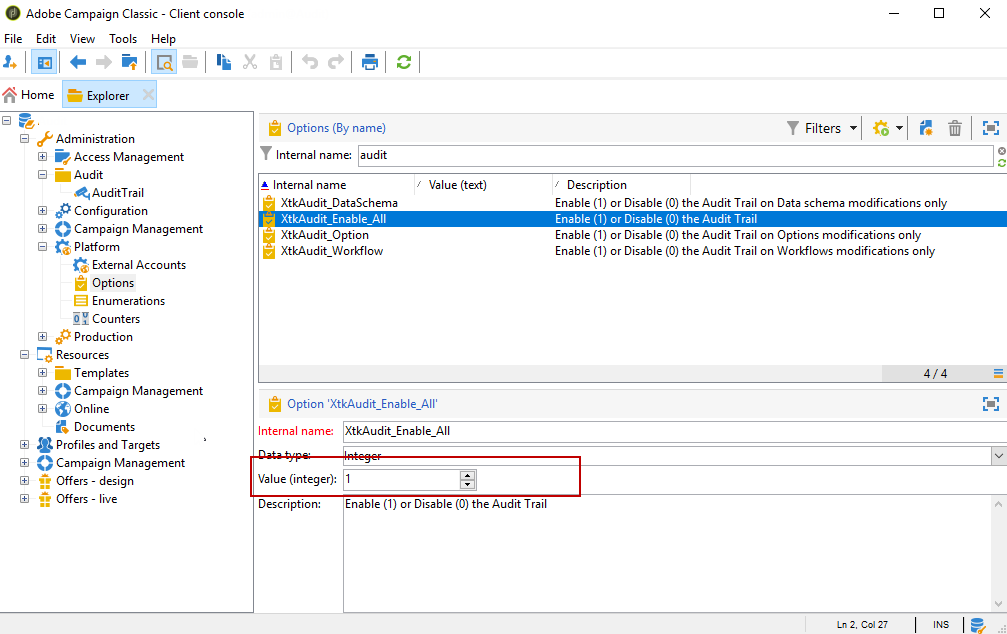 Adobe Campaign Classic - Client console
File Edit View Tools Help
Home Explorer
Administration
Access Management
Audit
AuditTrail
Configuration
Campaign Management
Platform
External Accounts
Options
Enumerations
Counters
Production
Resources
Templates
Campaign Management
Online
Documents
Profiles and Targets
Campaign Management
Offers - design
Offers - live
Options (By name) Filters
Internal name: audit
Internal name Value (text) Description
XtkAudit_DataSchema Enable (1) or Disable (0) the Audit Trail on Data schema modifications only
XtkAudit_Enable_All Enable (1) or Disable (0) the Audit Trail
XtkAudit_Option Enable (1) or Disable (0) the Audit Trail on Options modifications only
XtkAudit_Workflow Enable (1) or Disable (0) the Audit Trail on Workflows modifications only
4 / 4
Option 'XtkAudit_Enable_All'
Internal name: XtkAudit_Enable_All
Data type: Integer
Value (integer): 1
Description: Enable (1) or Disable (0) the Audit Trail
Ln 2, Col 27 INS